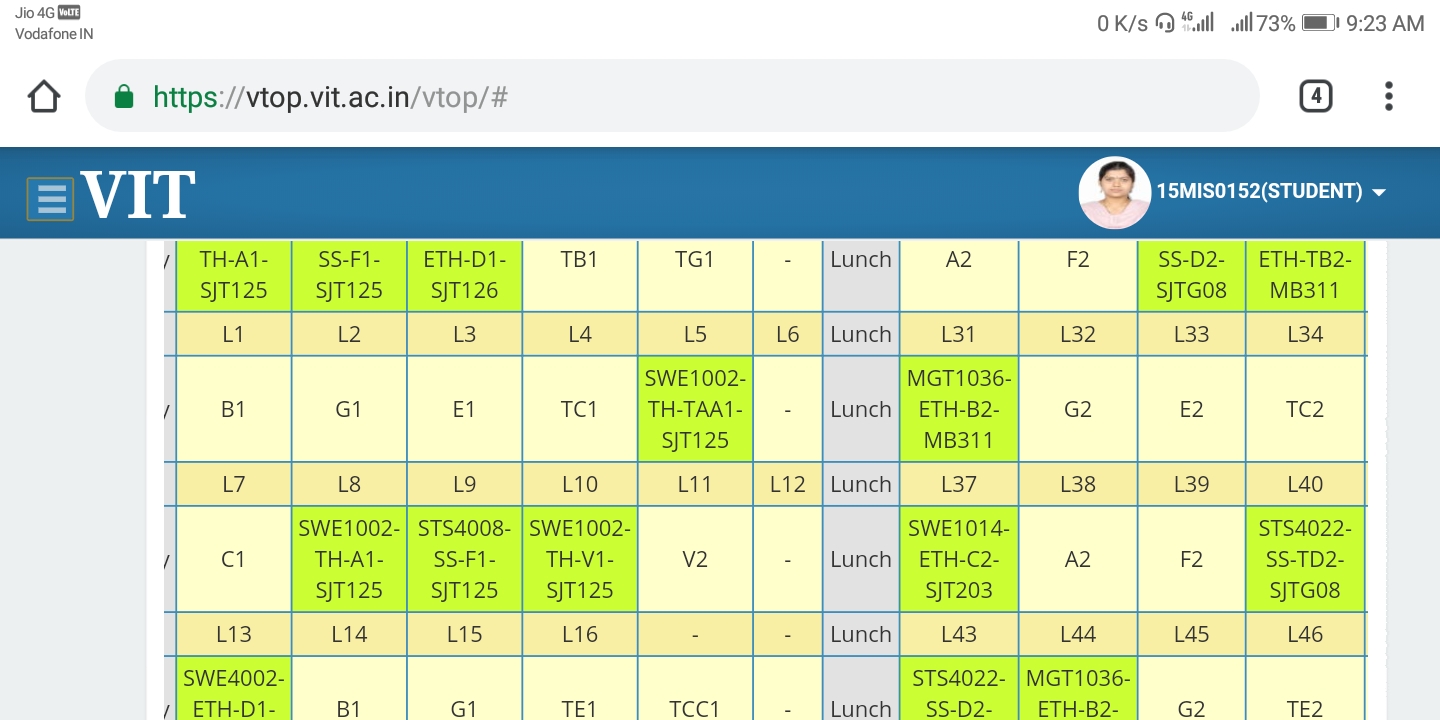 Jio 4G VoLTE
Vodafone IN
0 K/s 4G 73% 9:23 AM
https://vtop.vit.ac.in/vtop/#
4
VIT
15MIS0152(STUDENT)
y TH-A1- SS-F1- ETH-D1- TB1 TG1 - Lunch A2 F2 SS-D2- ETH-TB2-
SJT125 SJT125 SJT126 SJTG08 MB311
L1 L2 L3 L4 L5 L6 Lunch L31 L32 L33 L34
SWE1002- MGT1036-
y B1 G1 E1 TC1 TH-TAA1- - Lunch ETH-B2- G2 E2 TC2
SJT125 MB311
L7 L8 L9 L10 L11 L12 Lunch L37 L38 L39 L40
SWE1002- STS4008- SWE1002- SWE1014- STS4022-
y C1 TH-A1- SS-F1- TH-V1- V2 - Lunch ETH-C2- A2 F2 SS-TD2-
SJT125 SJT125 SJT125 SJT203 SJTG08
L13 L14 L15 L16 - - Lunch L43 L44 L45 L46
SWE4002- STS4022- MGT1036-
y ETH-D1- B1 G1 TE1 TCC1 - Lunch SS-D2- ETH-B2- G2 TE2